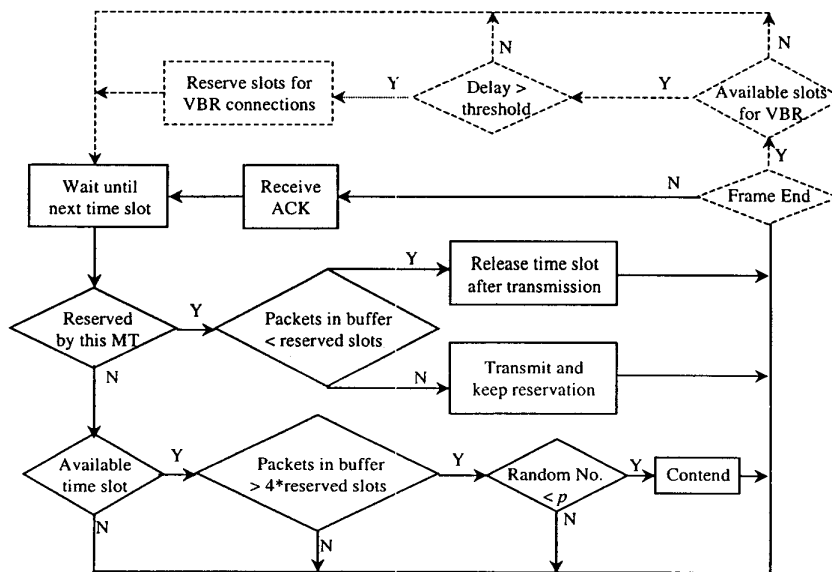 N
N
Reserve slots for
VBR connections
Y
Delay >
threshold
Y
Available slots
for VBR
Y
Wait until
next time slot
Receive
ACK
N
Frame End
Y
Release time slot
after transmission
Reserved
by this MT
Y
Packets in buffer
< reserved slots
N
Transmit and
keep reservation
N
Available
time slot
Y
Packets in buffer
> 4*reserved slots
Y
Random No.
< p
Y
Contend
N
N
N